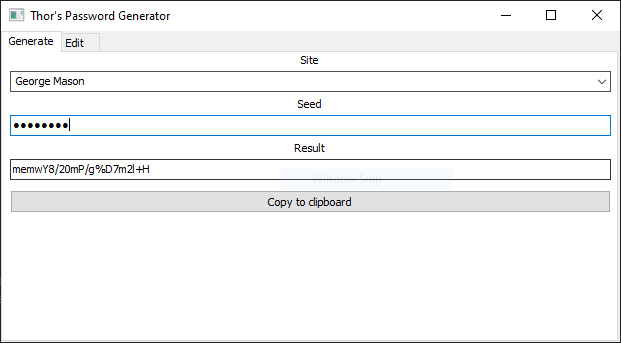 Thor's Password Generator
Generate Edit
Site
George Mason
Seed
●●●●●●●●
Result
memwY8/20mP/g%D7m2l+H
Window Snip
Copy to clipboard